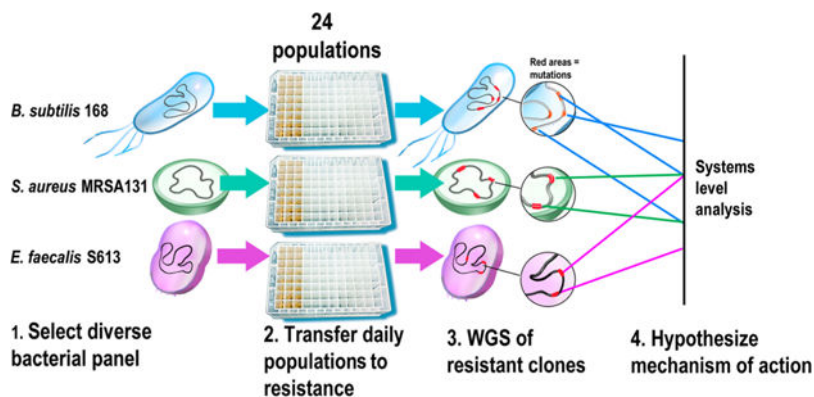 24
populations
Red areas =
mutations
B. subtilis 168
S. aureus MRSA131
Systems
level
analysis
E. faecalis S613
1. Select diverse
bacterial panel
2. Transfer daily
populations to
resistance
3. WGS of
resistant clones
4. Hypothesize
mechanism of action